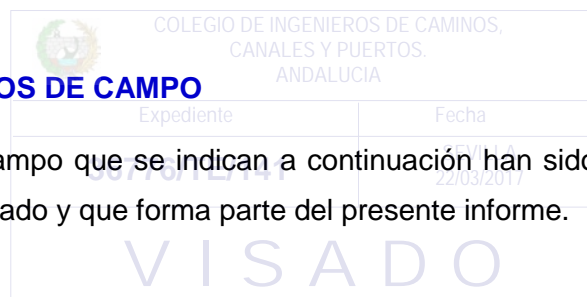 COLEGIO DE INGENIEROS DE CAMINOS,
CANALES Y PUERTOS.
ANDALUCIA
OS DE CAMPO
Expediente Fecha
ampo que se indican a continuación han sido
SEVILLA
22/03/2017
ado y que forma parte del presente informe.
VISADO